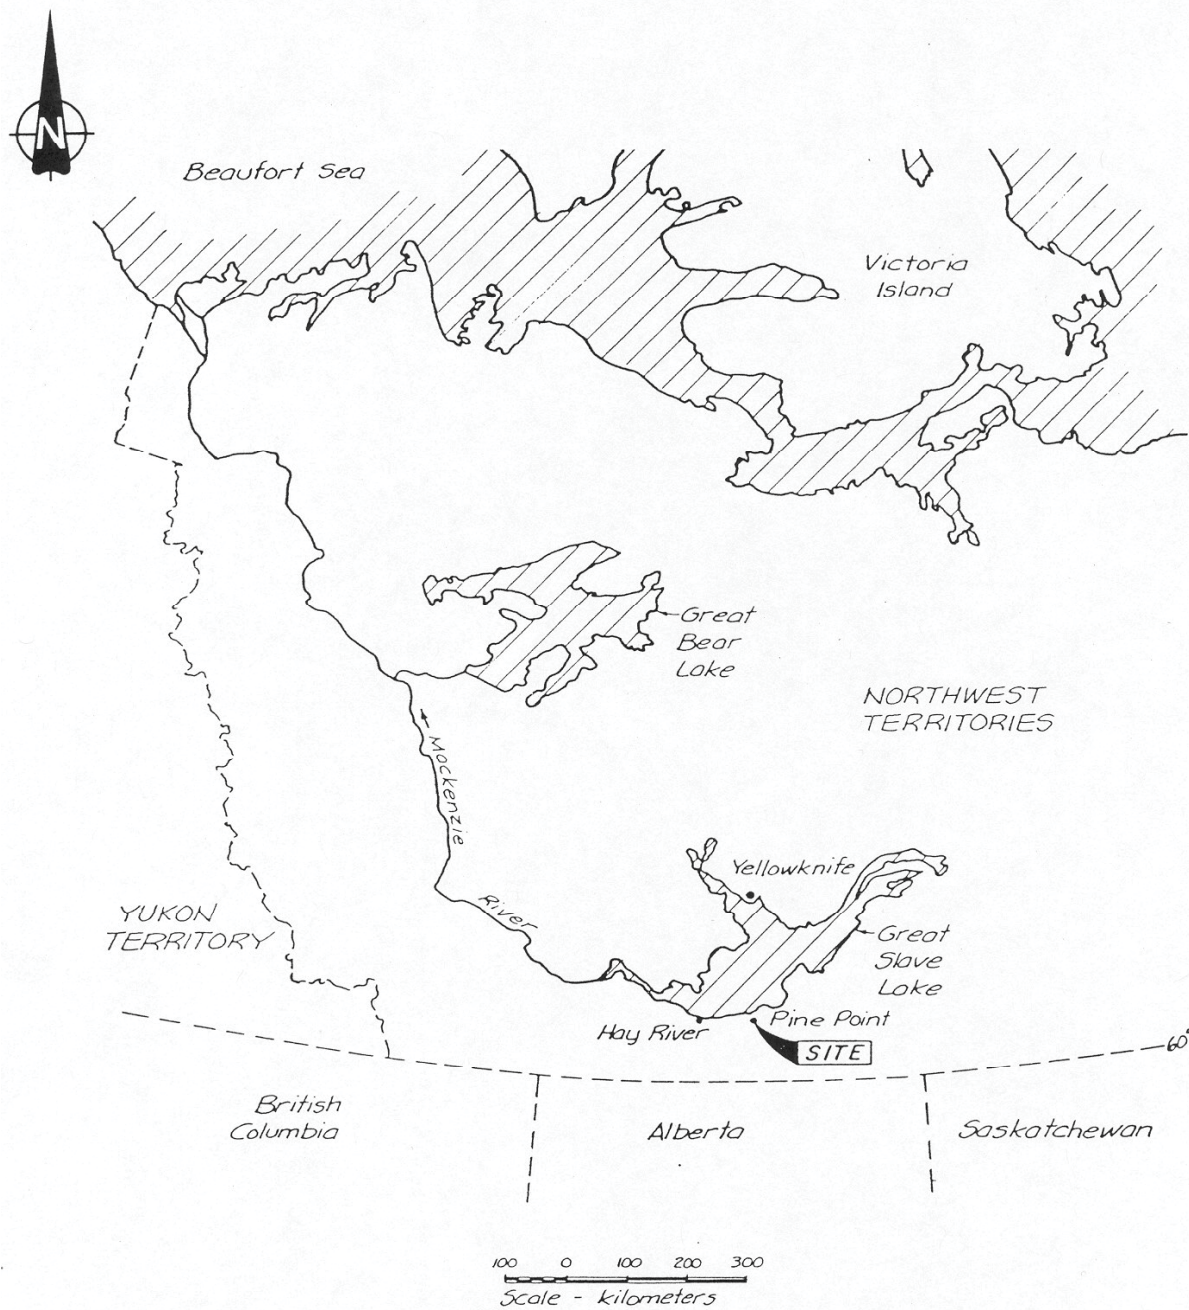 N
Beaufort Sea
Victoria
Island
Great
Bear
Lake
NORTHWEST
TERRITORIES
Mackenzie
River
Yellowknife
YUKON
TERRITORY
Great
Slave
Lake
Hay River
Pine Point
SITE
60°
British
Columbia
Alberta
Saskatchewan
100 0 100 200 300
Scale - kilometers